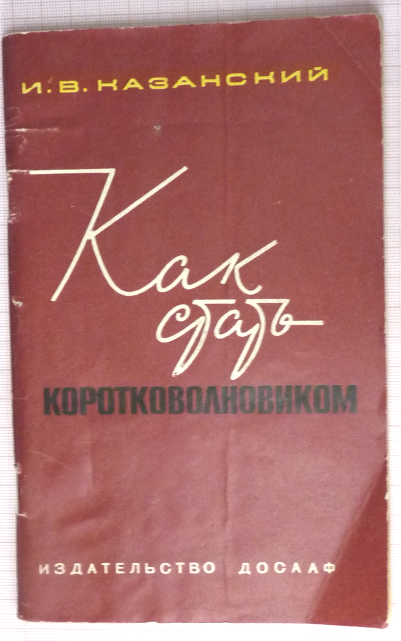 И. В. КАЗАНСКИЙ
Как
стать
КОРОТКОВОЛНОВИКОМ
ИЗДАТЕЛЬСТВО ДОСААФ